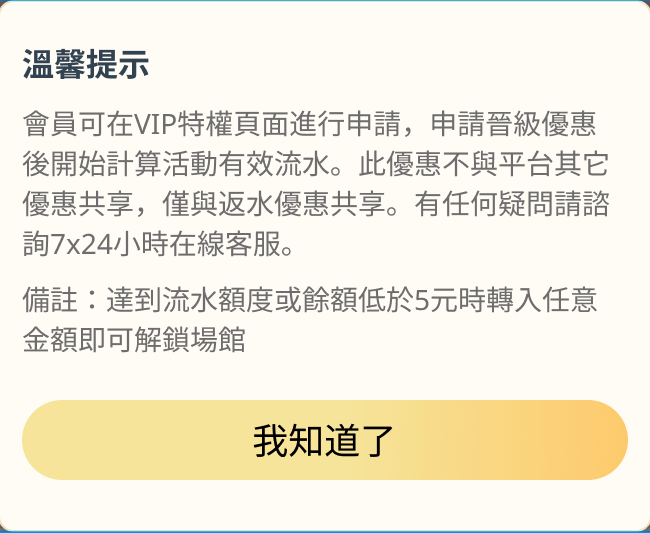 溫馨提示
會員可在VIP特權頁面進行申請，申請晉級優惠
後開始計算活動有效流水。此優惠不與平台其它
優惠共享，僅與返水優惠共享。有任何疑問請諮
詢7x24小時在線客服。
備註：達到流水額度或餘額低於5元時轉入任意
金額即可解鎖場館
我知道了